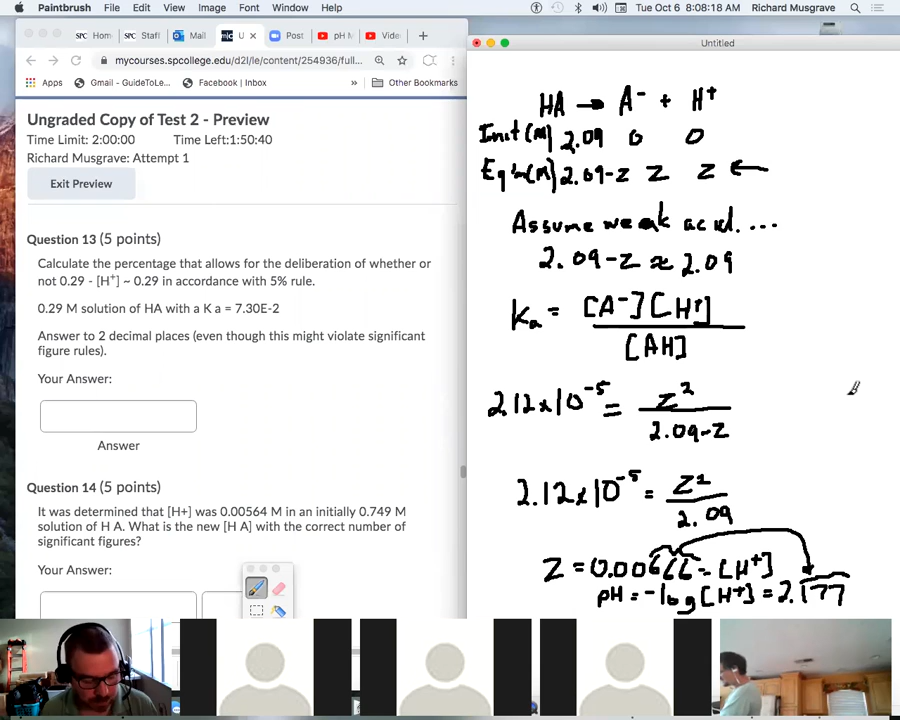 Paintbrush File Edit View Image Font Window Help Tue Oct 6 8:08:18 AM Richard Musgrave
SPC Hom SPC Staff Mail U × Post pH M Vide +
mycourses.spcollege.edu/d2l/le/content/254936/full...
Apps Gmail - GuideToLe... Facebook | Inbox » Other Bookmarks
Ungraded Copy of Test 2 - Preview
Time Limit: 2:00:00 Time Left:1:50:40
Richard Musgrave: Attempt 1
Exit Preview
Question 13 (5 points)
Calculate the percentage that allows for the deliberation of whether or
not 0.29 - [H+] ~ 0.29 in accordance with 5% rule.
0.29 M solution of HA with a K a = 7.30E-2
Answer to 2 decimal places (even though this might violate significant
figure rules).
Your Answer:
Answer
Question 14 (5 points)
It was determined that [H+] was 0.00564 M in an initially 0.749 M
solution of H A. What is the new [H A] with the correct number of
significant figures?
Your Answer:
Untitled
HA → A- + H+
Init(M) 2.09 0 0
Eq'm(M) 2.09-Z Z Z ←
Assume weak acid....
2.09-Z ≈ 2.09
Ka = [A-][H+]
[AH]
2.12x10-5 = Z2
2.09-Z
2.12x10-5 = Z2
2.09
Z = 0.00666 = [H+]
pH = -log[H+] = 2.177